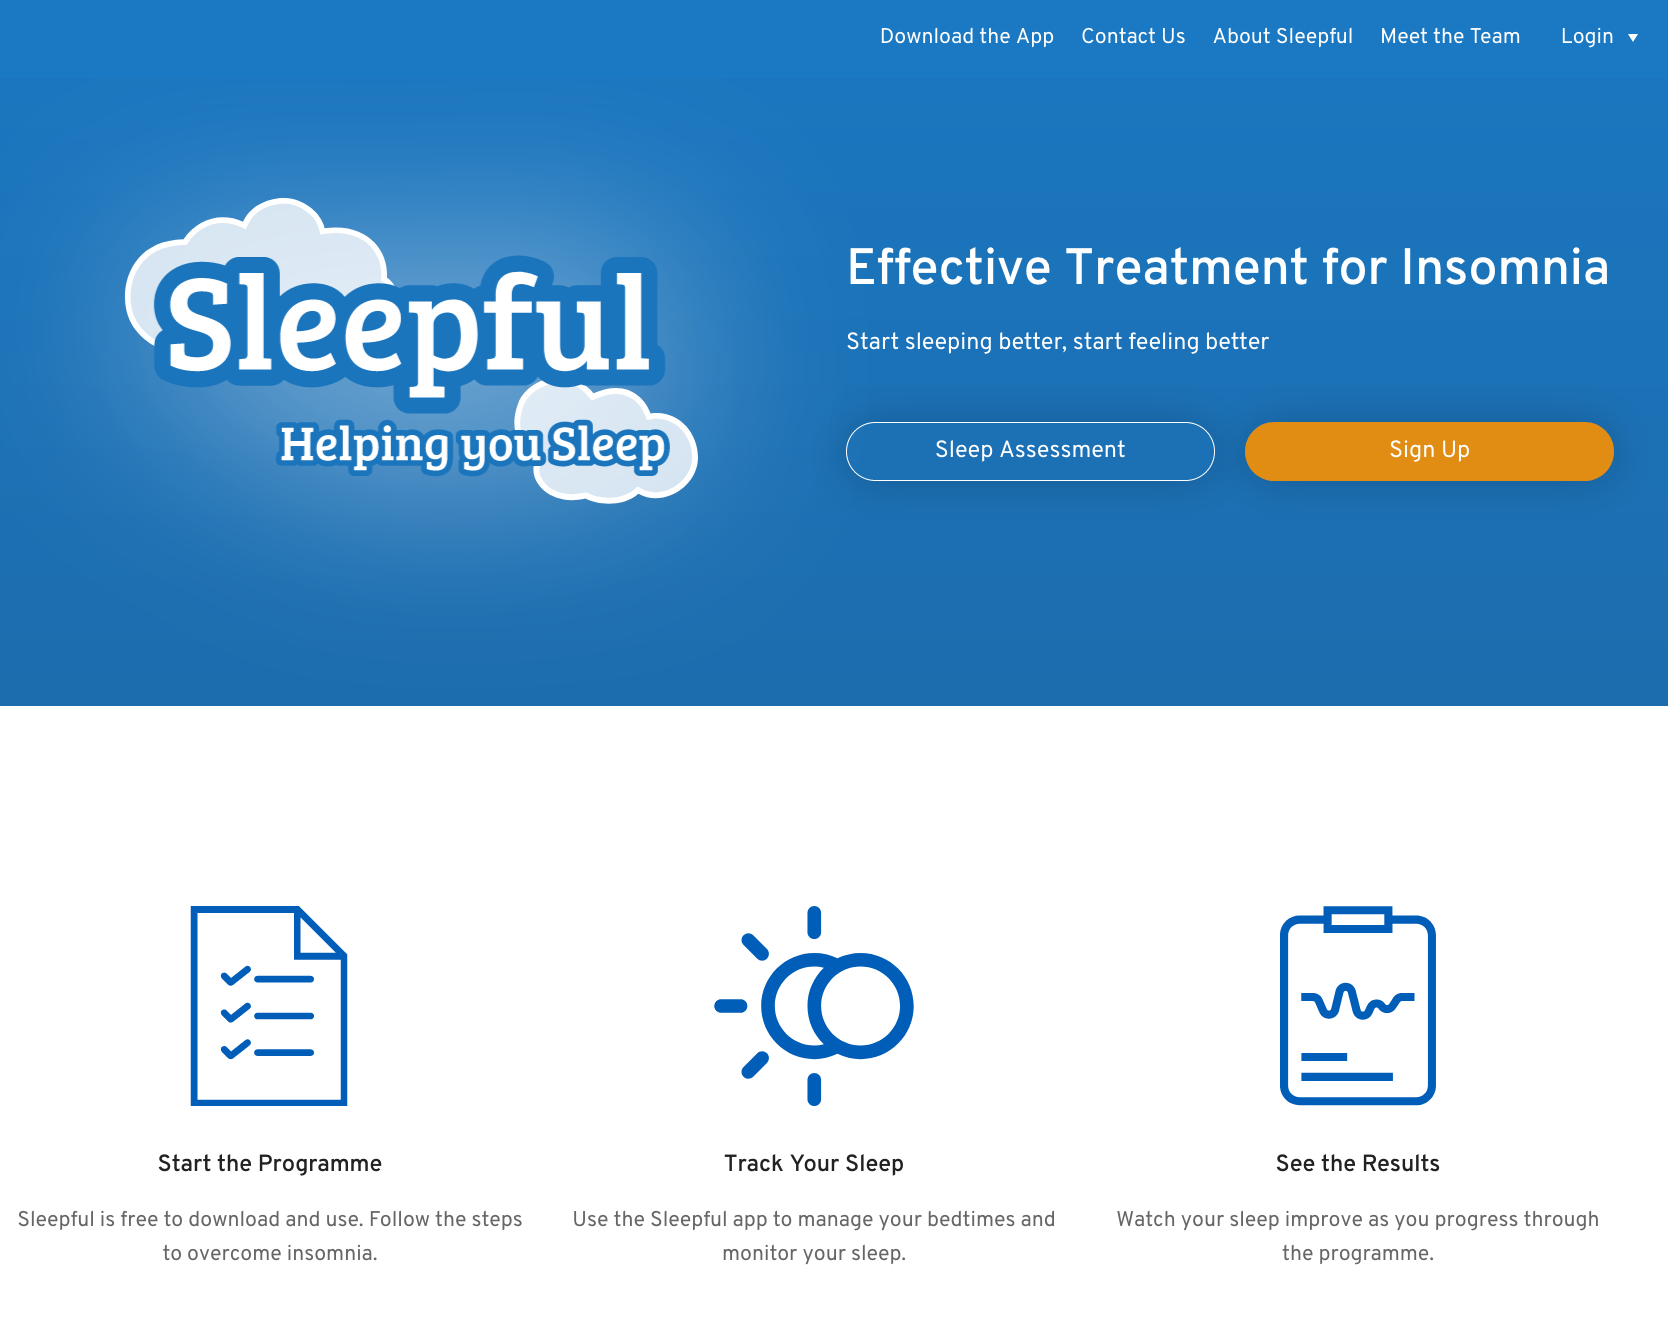 Download the App Contact Us About Sleepful Meet the Team Login
Sleepful
Helping you Sleep
Effective Treatment for Insomnia
Start sleeping better, start feeling better
Sleep Assessment
Sign Up
Start the Programme
Sleepful is free to download and use. Follow the steps
to overcome insomnia.
Track Your Sleep
Use the Sleepful app to manage your bedtimes and
monitor your sleep.
See the Results
Watch your sleep improve as you progress through
the programme.